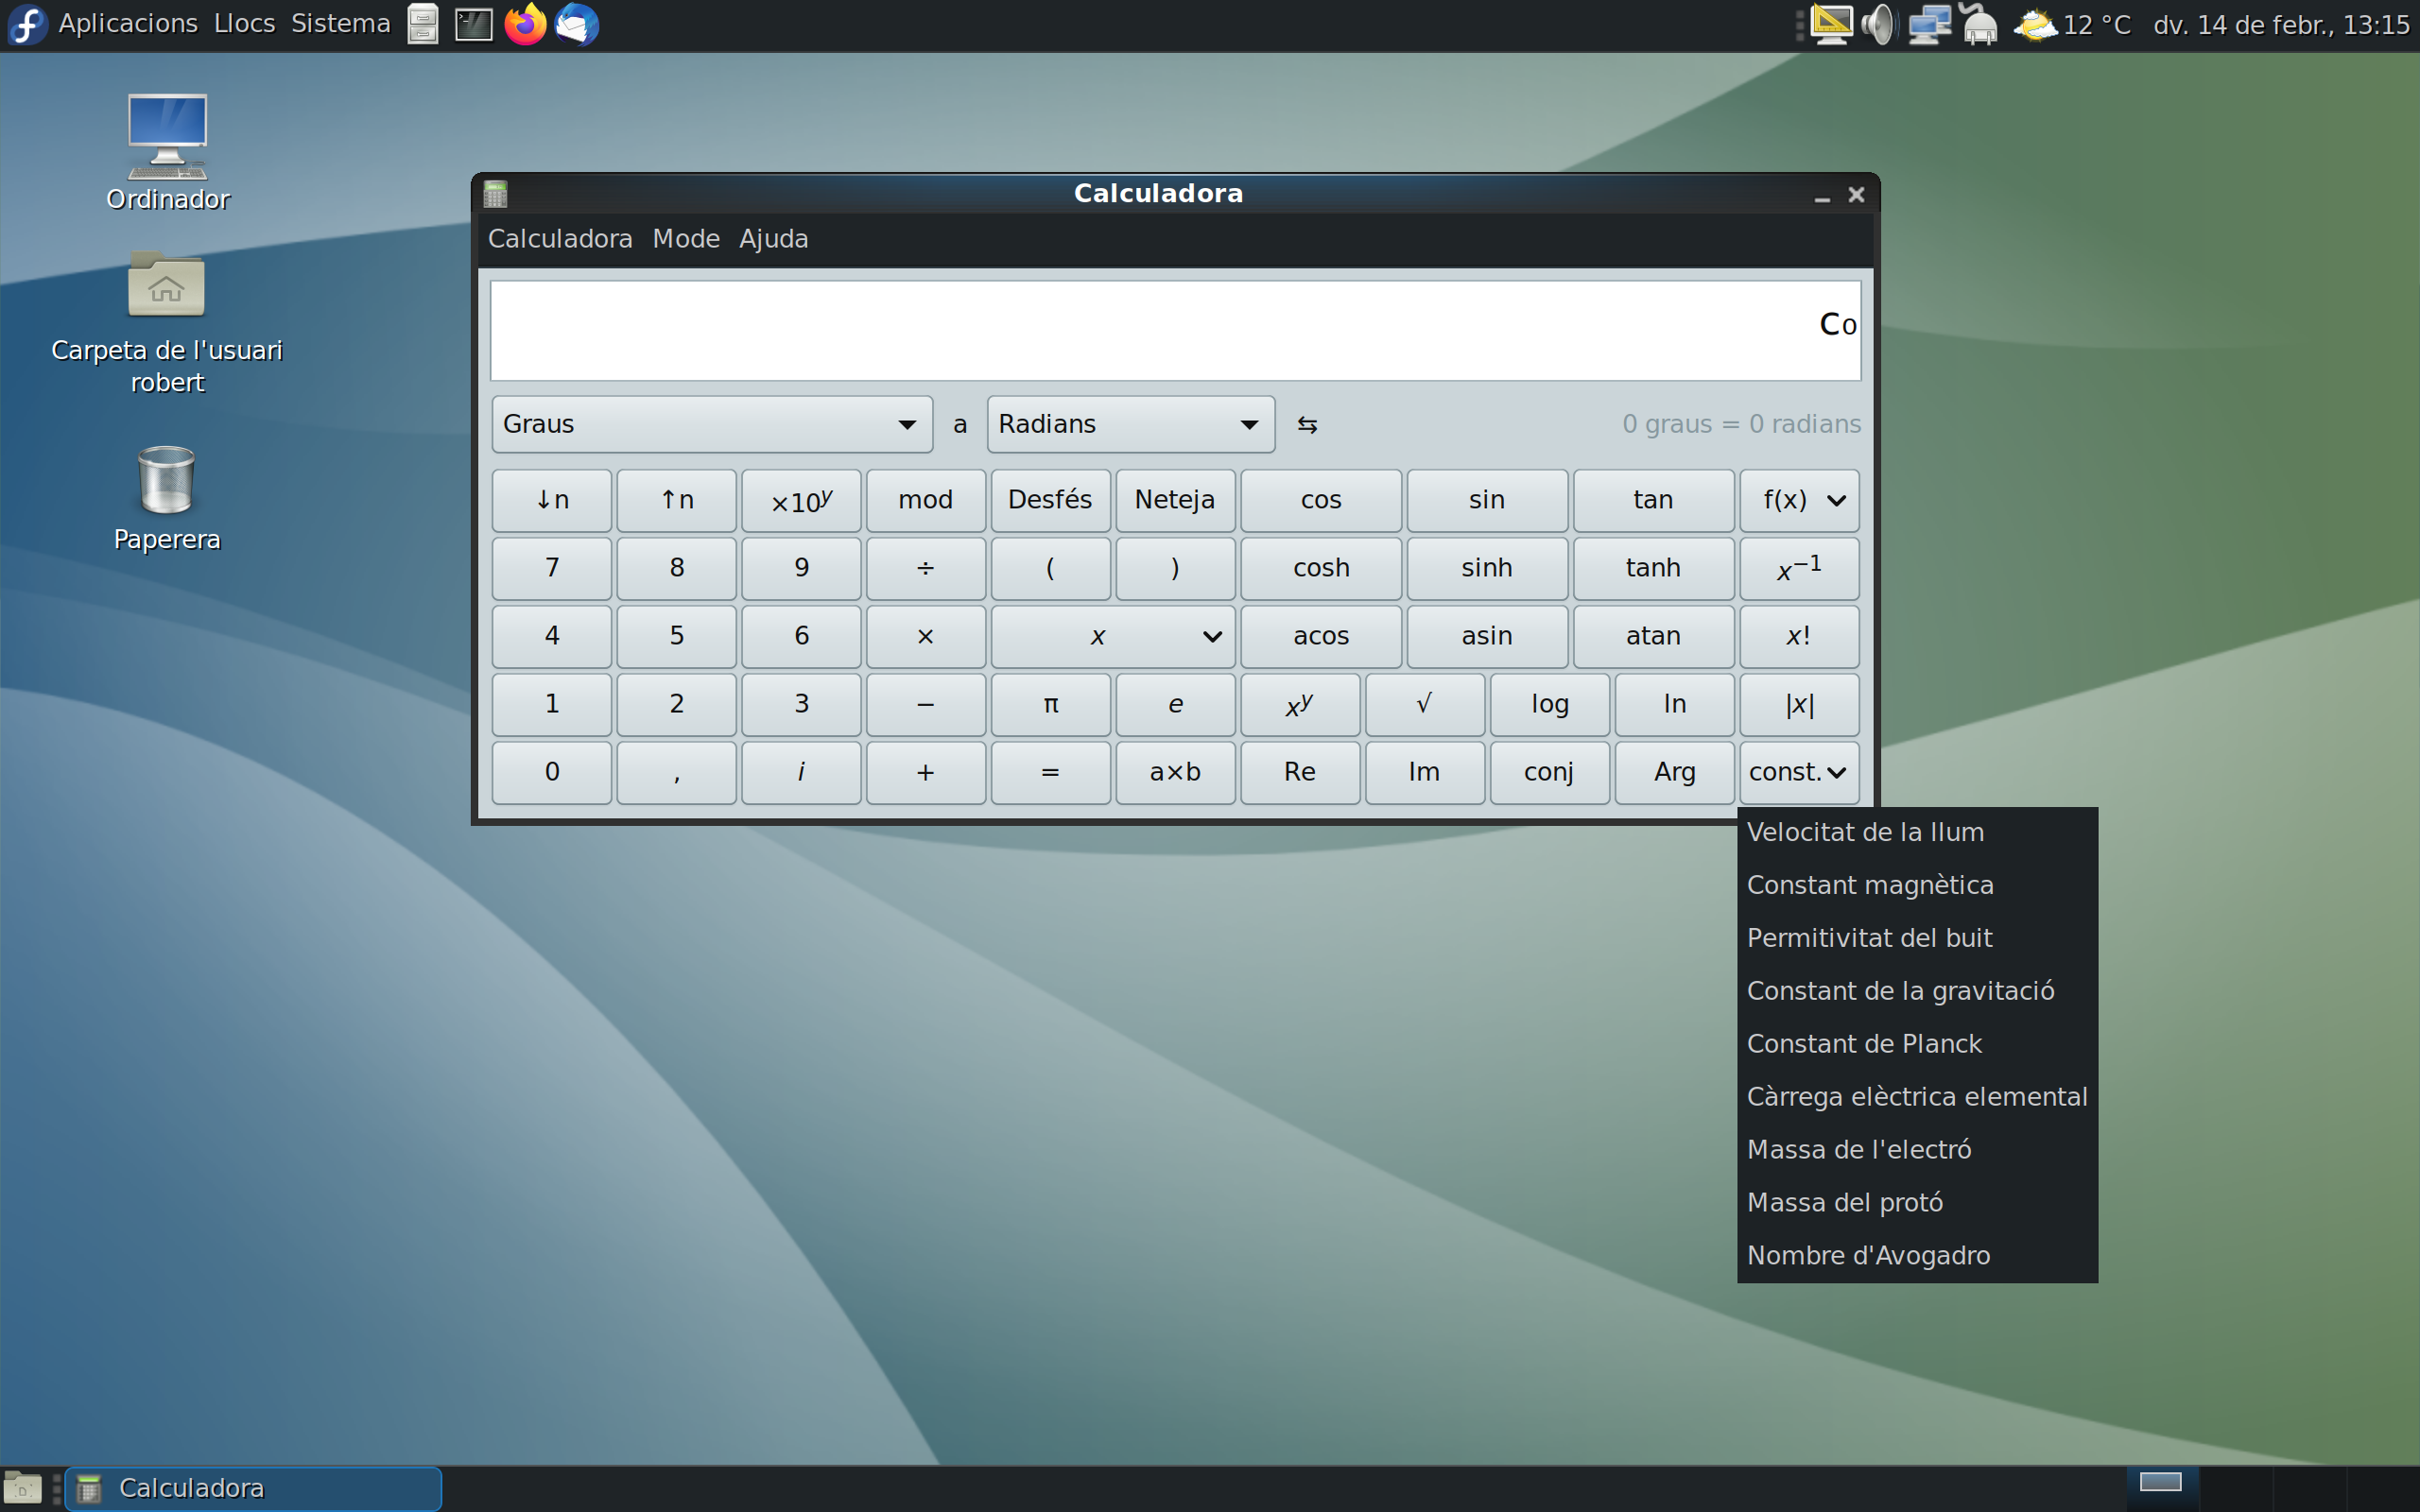 Aplicacions Llocs Sistema
12 °C dv. 14 de febr., 13:15
Ordinador
Carpeta de l'usuari
robert
Paperera
Calculadora
Calculadora Mode Ajuda
C₀
Graus a Radians ⇆ 0 graus = 0 radians
↓n ↑n ×10ʸ mod Desfés Neteja cos sin tan f(x)
7 8 9 ÷ ( ) cosh sinh tanh x⁻¹
4 5 6 × x acos asin atan x!
1 2 3 − π e xʸ √ log ln |x|
0 , i + = a×b Re Im conj Arg const.
Velocitat de la llum
Constant magnètica
Permitivitat del buit
Constant de la gravitació
Constant de Planck
Càrrega elèctrica elemental
Massa de l'electró
Massa del protó
Nombre d'Avogadro
Calculadora